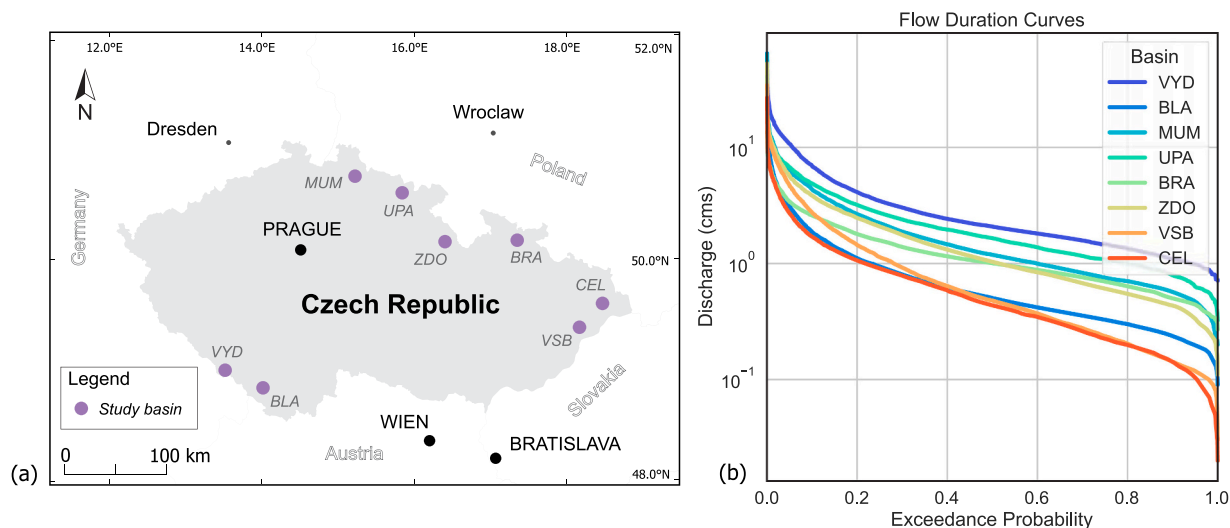 12.0°E 14.0°E 16.0°E 18.0°E 52.0°N
N
Wroclaw
Dresden
Poland
MUM
UPA
Germany
PRAGUE
ZDO
BRA
50.0°N
CEL
Czech Republic
VSB
VYD
Legend
Study basin
BLA
Slovakia
WIEN
BRATISLAVA
Austria
0 100 km
48.0°N
(a)
Flow Duration Curves
Basin
VYD
BLA
MUM
UPA
BRA
ZDO
VSB
CEL
Discharge (cms)
10¹
10⁰
10⁻¹
0.0 0.2 0.4 0.6 0.8 1.0
Exceedance Probability
(b)